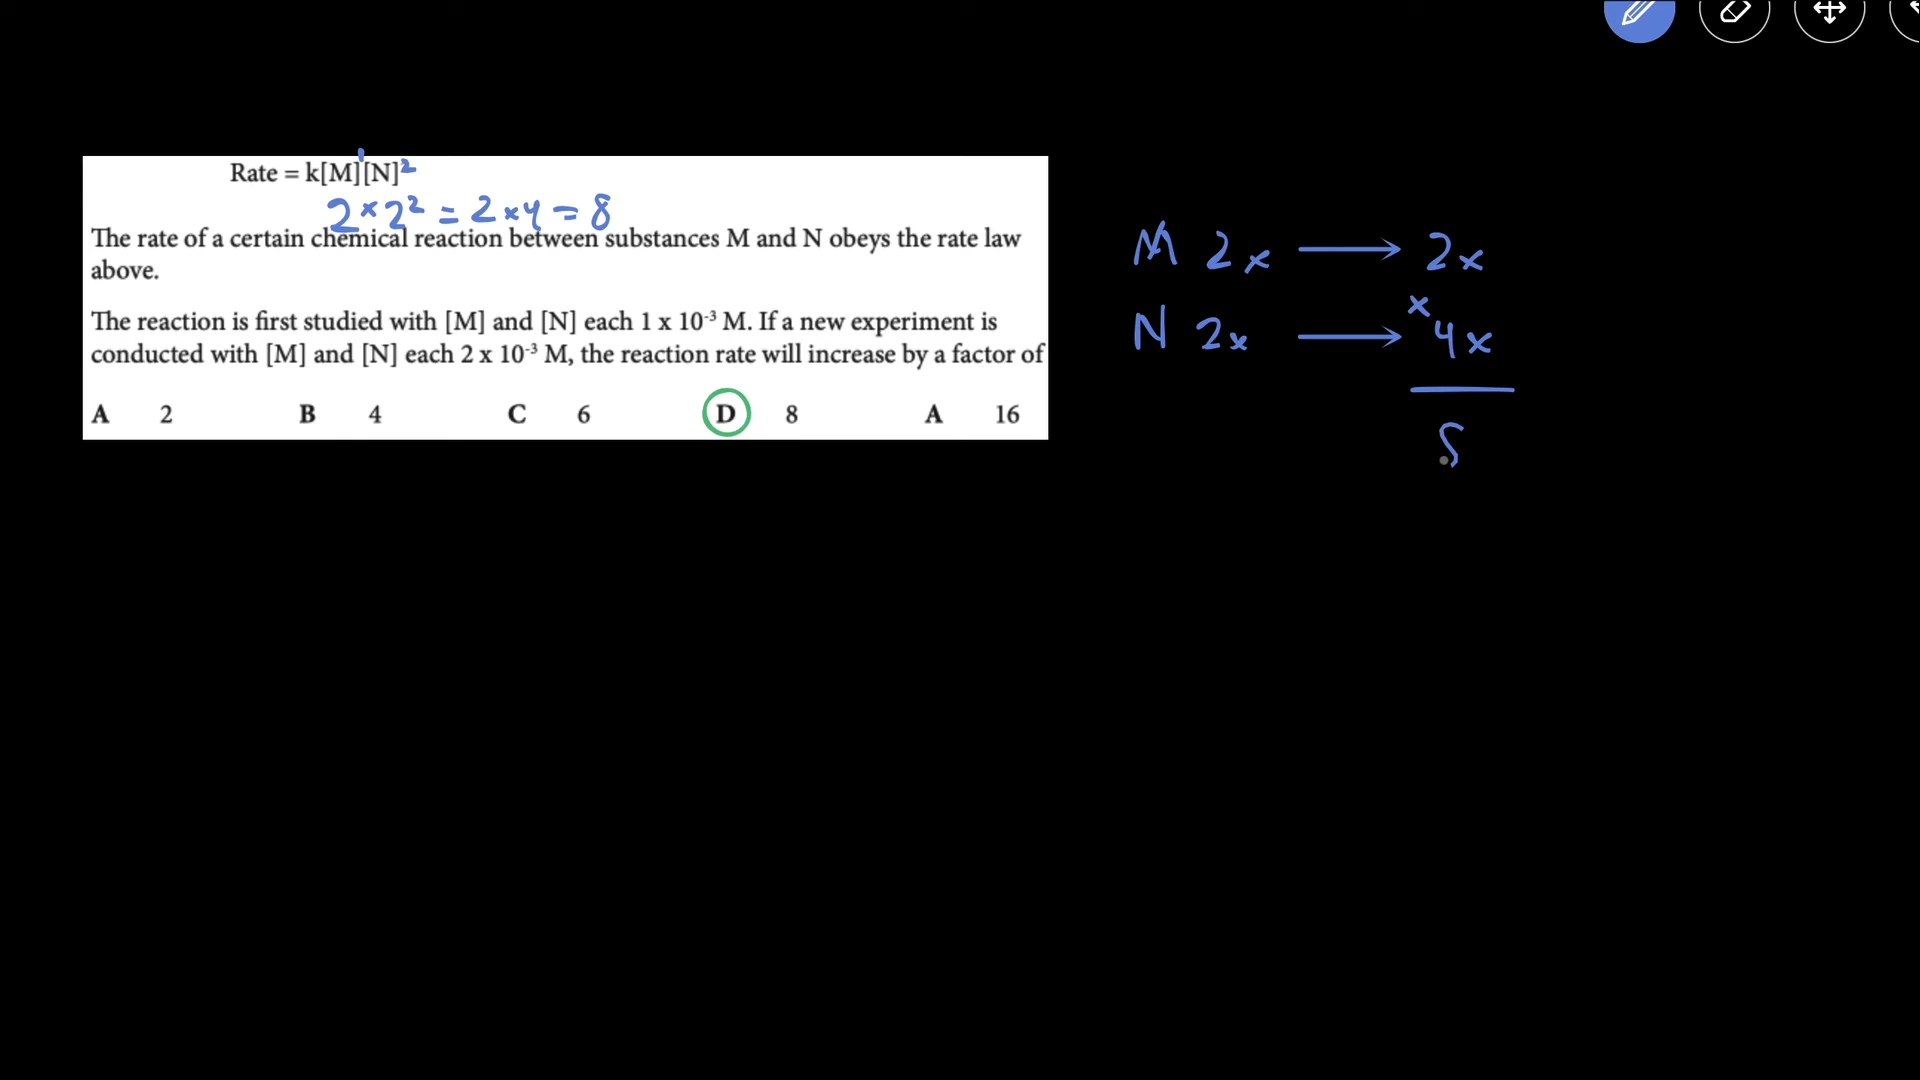 Rate = k[M]¹[N]²
2 × 2² = 2 × 4 = 8
The rate of a certain chemical reaction between substances M and N obeys the rate law
above.
The reaction is first studied with [M] and [N] each 1 x 10⁻³ M. If a new experiment is
conducted with [M] and [N] each 2 x 10⁻³ M, the reaction rate will increase by a factor of
A 2 B 4 C 6 D 8 A 16
M 2x → 2x
×
N 2x → 4x